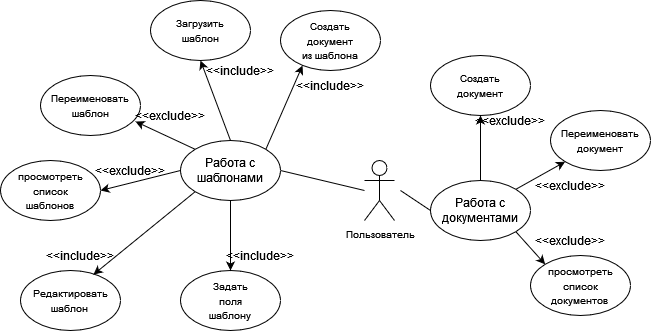 Загрузить
шаблон
Создать
документ
из шаблона
<<include>>
<<include>>
Создать
документ
Переименовать
шаблон
<<exclude>>
<<exclude>>
Переименовать
документ
Работа с
шаблонами
<<exclude>>
просмотреть
список
шаблонов
<<exclude>>
Работа с
документами
Пользователь
<<exclude>>
<<include>>
<<include>>
просмотреть
список
документов
Редактировать
шаблон
Задать
поля
шаблону